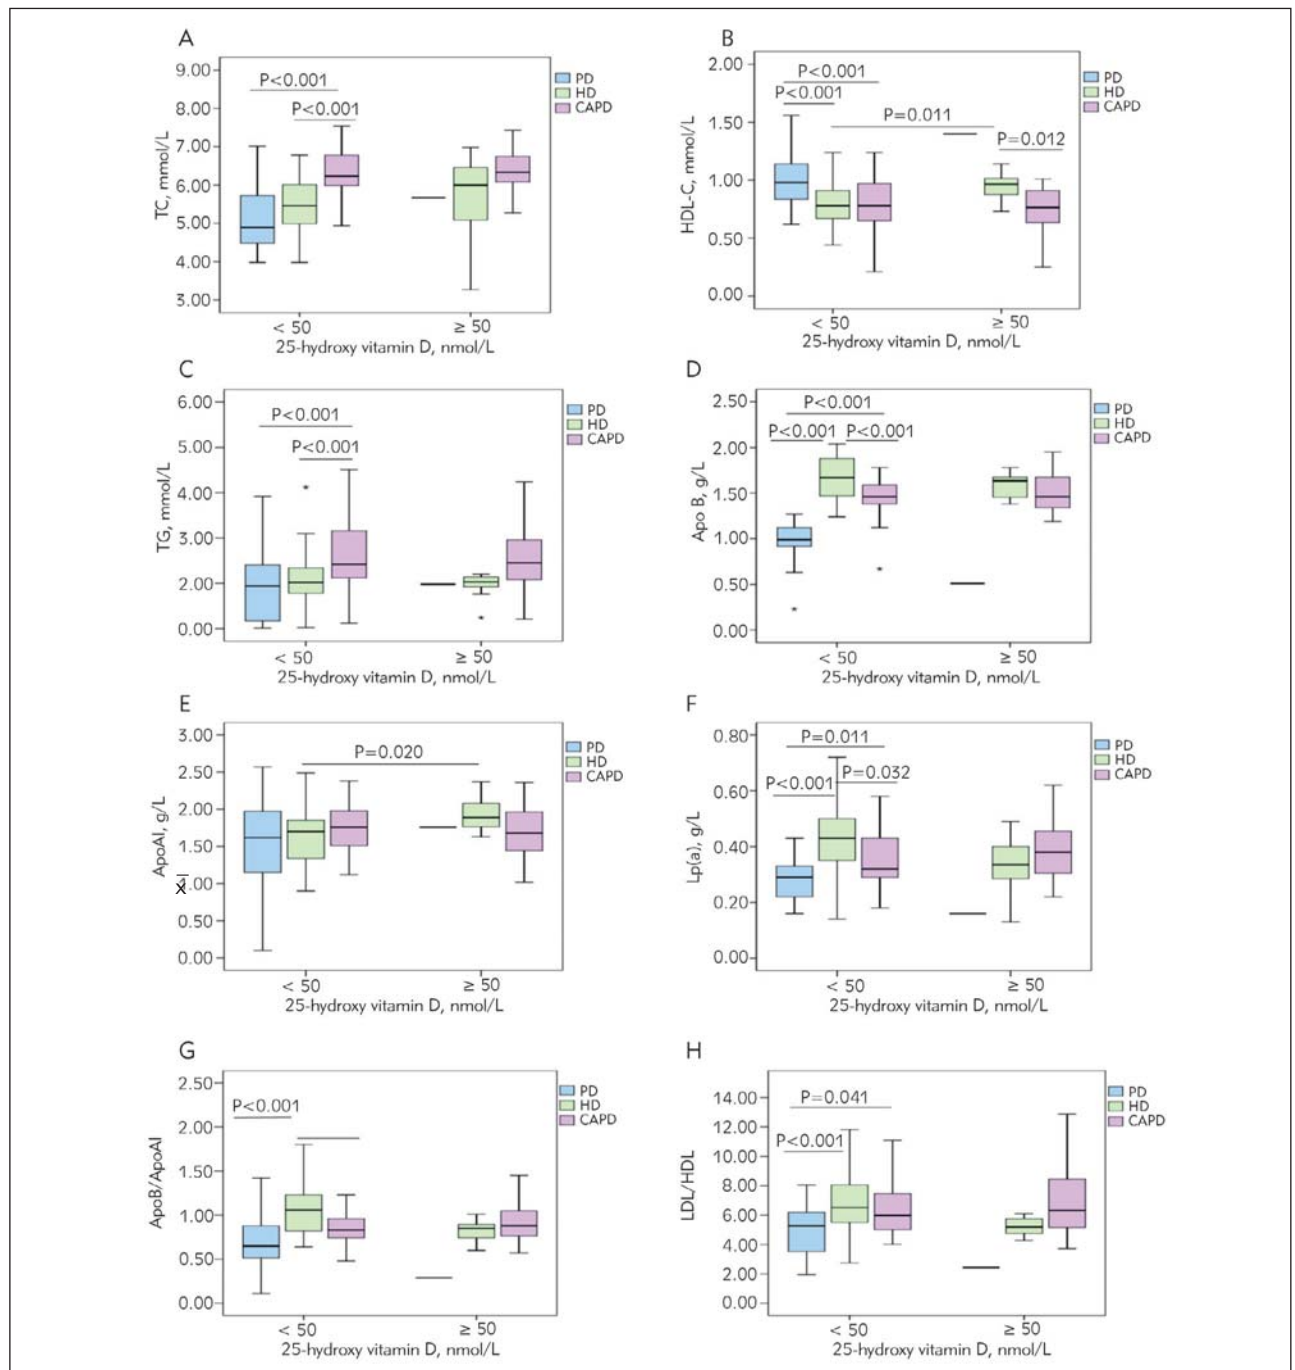 A
9.00
P<0.001
8.00
P<0.001
7.00
6.00
5.00
4.00
3.00
TC, mmol/L
PD
HD
CAPD
< 50
≥ 50
25-hydroxy vitamin D, nmol/L
B
2.00
P<0.001
P<0.001
1.50
P=0.011
P=0.012
1.00
0.50
0.00
HDL-C, mmol/L
PD
HD
CAPD
< 50
≥ 50
25-hydroxy vitamin D, nmol/L
C
6.00
P<0.001
5.00
P<0.001
4.00
3.00
2.00
0.00
TG, mmol/L
PD
HD
CAPD
< 50
≥ 50
25-hydroxy vitamin D, nmol/L
D
2.50
P<0.001
P<0.001 P<0.001
2.00
1.50
1.00
0.50
0.00
Apo B, g/L
PD
HD
CAPD
< 50
≥ 50
25-hydroxy vitamin D, nmol/L
E
3.00
P=0.020
2.50
2.00
1.50
.00
0.50
0.00
ApoAI, g/L
PD
HD
CAPD
< 50
≥ 50
25-hydroxy vitamin D, nmol/L
F
0.80
P=0.011
P<0.001 P=0.032
0.60
0.40
0.20
0.00
Lp(a), g/L
PD
HD
CAPD
< 50
≥ 50
25-hydroxy vitamin D, nmol/L
G
2.50
P<0.001
2.00
1.50
1.00
0.50
0.00
ApoB/ApoAI
PD
HD
CAPD
< 50
≥ 50
25-hydroxy vitamin D, nmol/L
H
14.00
P=0.041
12.00
P<0.001
10.00
8.00
6.00
4.00
2.00
0.00
LDL/HDL
PD
HD
CAPD
< 50
≥ 50
25-hydroxy vitamin D, nmol/L